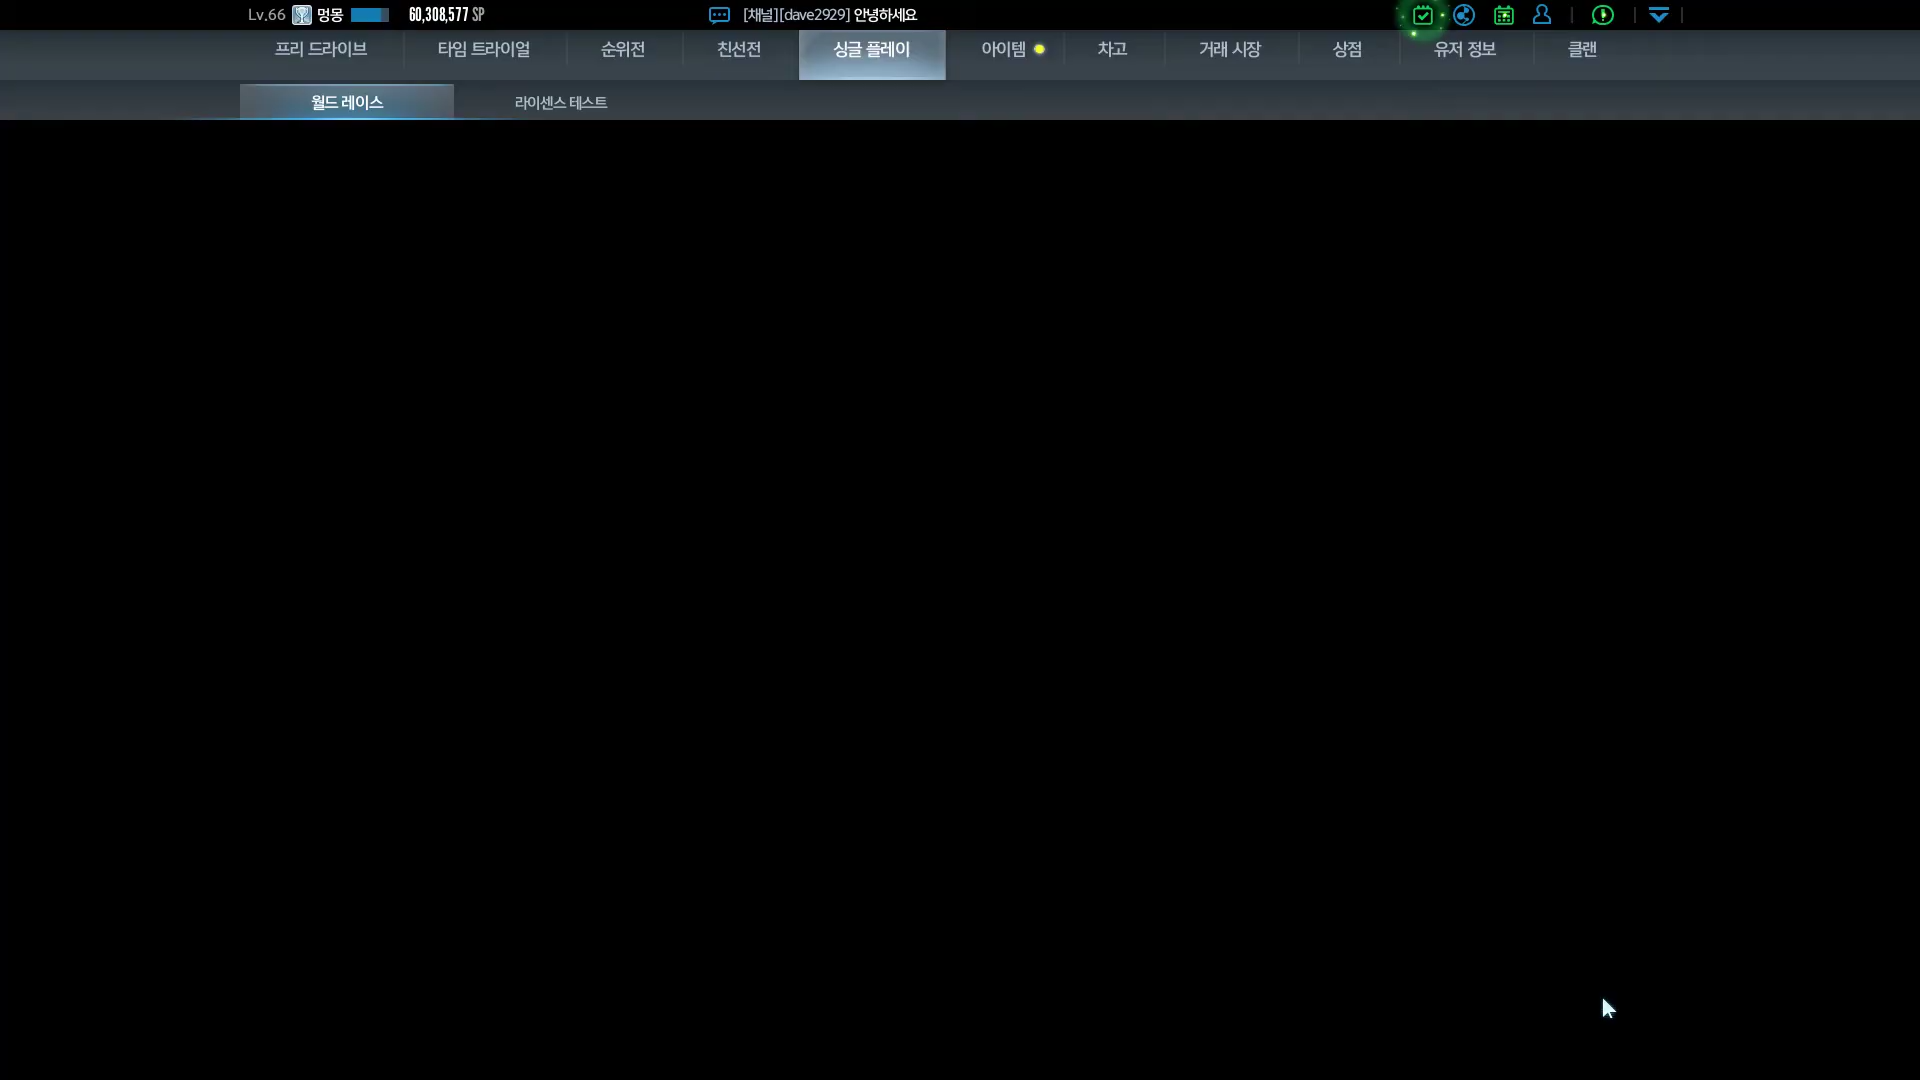 Lv.66 멍몽 60,308,577 SP [채널][dave2929] 안녕하세요
프리 드라이브 타임 트라이얼 순위전 친선전 싱글 플레이 아이템 차고 거래 시장 상점 유저 정보 클랜
월드 레이스 라이센스 테스트